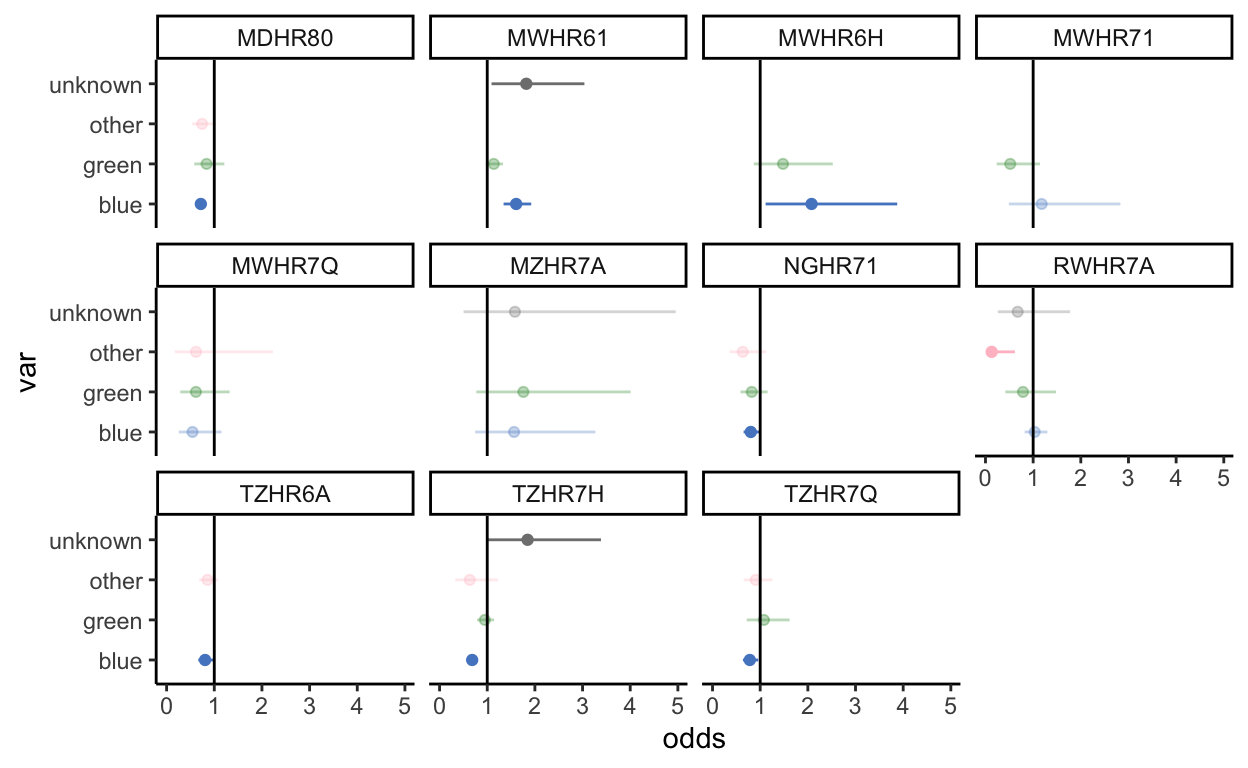 MDHR80 MWHR61 MWHR6H MWHR71
unknown
other
green
blue
MWHR7Q MZHR7A NGHR71 RWHR7A
unknown
other
green
blue
0 1 2 3 4 5
TZHR6A TZHR7H TZHR7Q
unknown
other
green
blue
0 1 2 3 4 5 0 1 2 3 4 5 0 1 2 3 4 5
odds
var